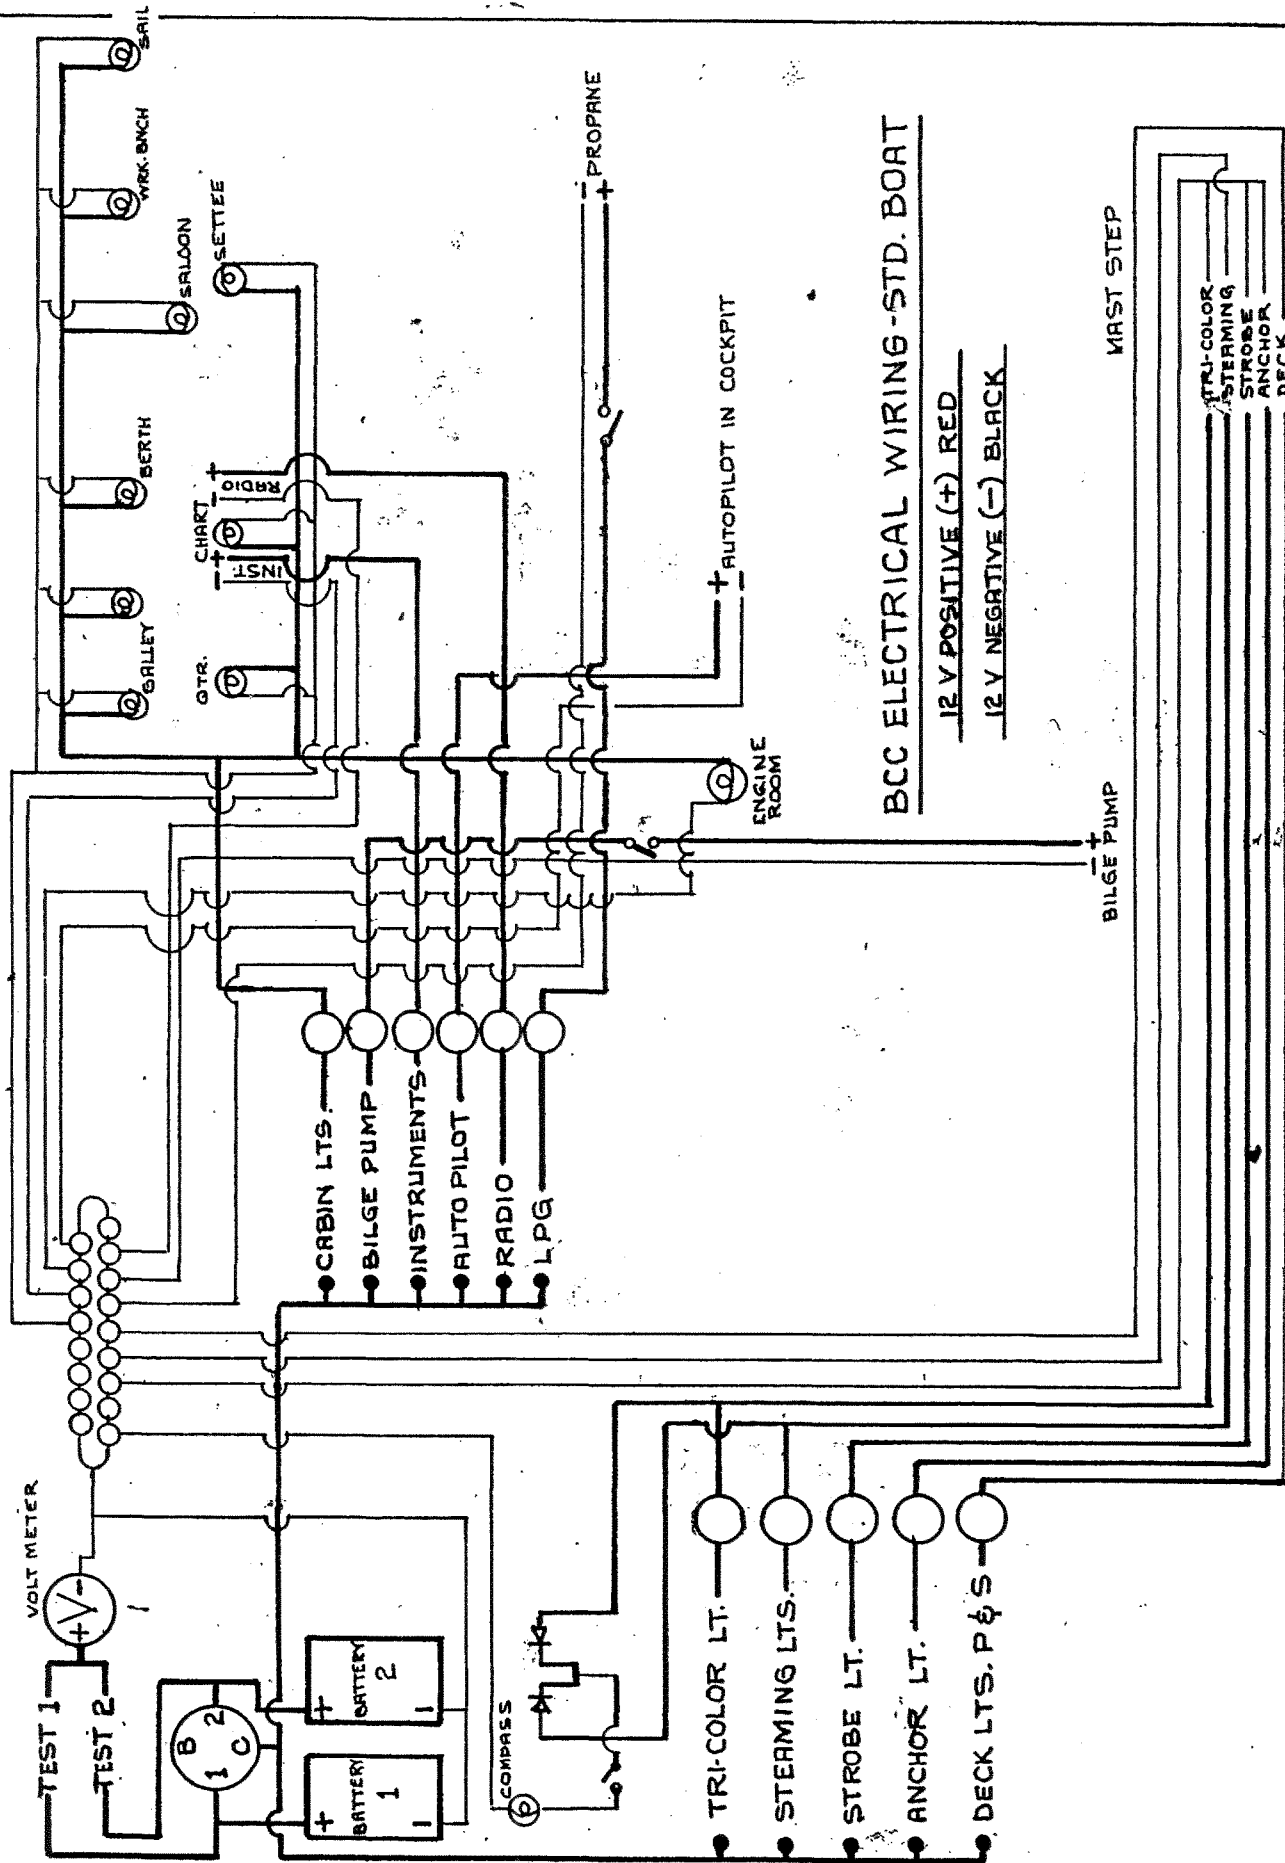 BCC ELECTRICAL WIRING-STD. BOAT
12 V POSITIVE (+) RED
12 V NEGATIVE (-) BLACK
VOLT METER
+V-
TEST 1
TEST 2
B
1
2
C
+
BATTERY
1
-
+
BATTERY
2
-
COMPASS
CABIN LTS.
BILGE PUMP
INSTRUMENTS
AUTO PILOT
RADIO
LPG
TRI-COLOR LT.
STEAMING LTS.
STROBE LT.
ANCHOR LT.
DECK LTS. P & S
GALLEY
BERTH
SALOON
WRK. BNCH
SAIL
QTR.
- +
INST.
CHART
- +
RADIO
SETTEE
- PROPANE
+
+ AUTOPILOT IN COCKPIT
-
ENGINE
ROOM
- +
BILGE PUMP
MAST STEP
TRI-COLOR
STEAMING
STROBE
ANCHOR
DECK